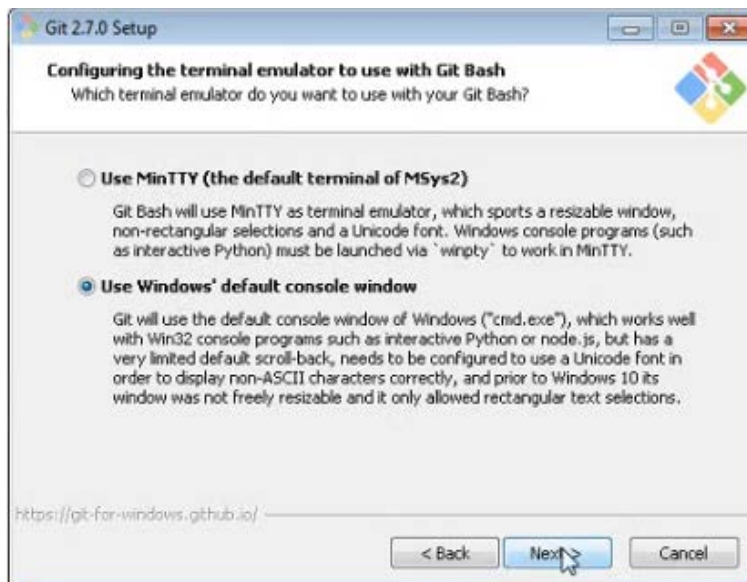 Git 2.7.0 Setup
Configuring the terminal emulator to use with Git Bash
Which terminal emulator do you want to use with your Git Bash?
Use MinTTY (the default terminal of MSys2)
Git Bash will use MinTTY as terminal emulator, which sports a resizable window,
non-rectangular selections and a Unicode font. Windows console programs (such
as interactive Python) must be launched via `winpty` to work in MinTTY.
Use Windows' default console window
Git will use the default console window of Windows ("cmd.exe"), which works well
with Win32 console programs such as interactive Python or node.js, but has a
very limited default scroll-back, needs to be configured to use a Unicode font in
order to display non-ASCII characters correctly, and prior to Windows 10 its
window was not freely resizable and it only allowed rectangular text selections.
https://git-for-windows.github.io/
< Back Next > Cancel